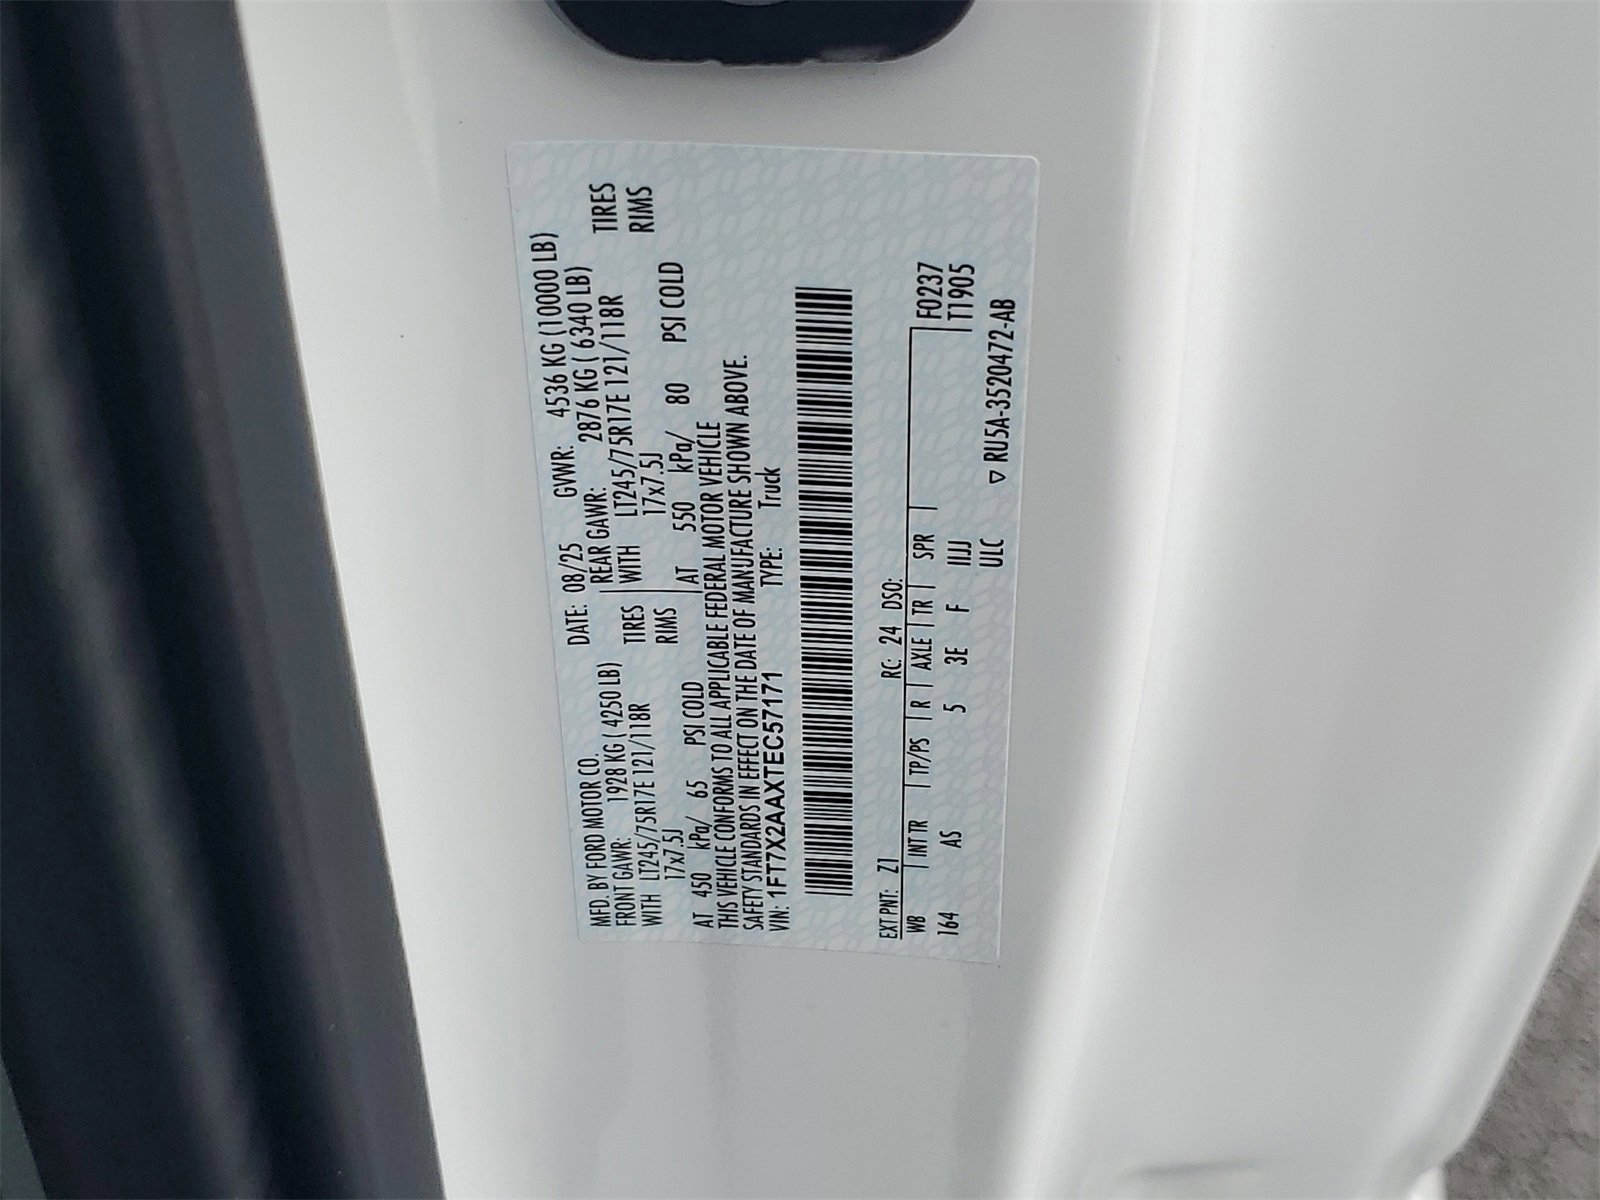 MFD. BY FORD MOTOR CO. DATE: 08/25 GVWR: 4536 KG (10000 LB)
FRONT GAWR: 1928 KG ( 4250 LB) REAR GAWR: 2876 KG ( 6340 LB)
WITH LT245/75R17E 121/118R TIRES WITH LT245/75R17E 121/118R TIRES
17x7.5J RIMS 17x7.5J RIMS
AT 450 kPa/ 65 PSI COLD AT 550 kPa/ 80 PSI COLD
THIS VEHICLE CONFORMS TO ALL APPLICABLE FEDERAL MOTOR VEHICLE
SAFETY STANDARDS IN EFFECT ON THE DATE OF MANUFACTURE SHOWN ABOVE.
VIN: 1FT7X2AAXTEC57171 TYPE: Truck
EXT PNT: Z1 RC: 24 DSO:
WB INT TR TP/PS R AXLE TR SPR F0237
164 AS 5 3E F IIJJ T1905
ULC ▽ RU5A-3520472-AB